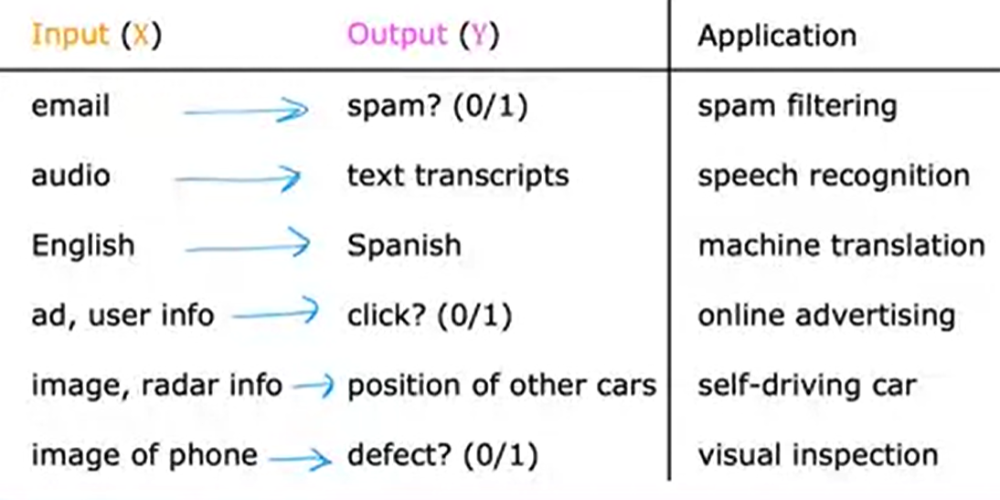 Input (X) Output (Y) Application
email spam? (0/1) spam filtering
audio text transcripts speech recognition
English Spanish machine translation
ad, user info click? (0/1) online advertising
image, radar info position of other cars self-driving car
image of phone defect? (0/1) visual inspection